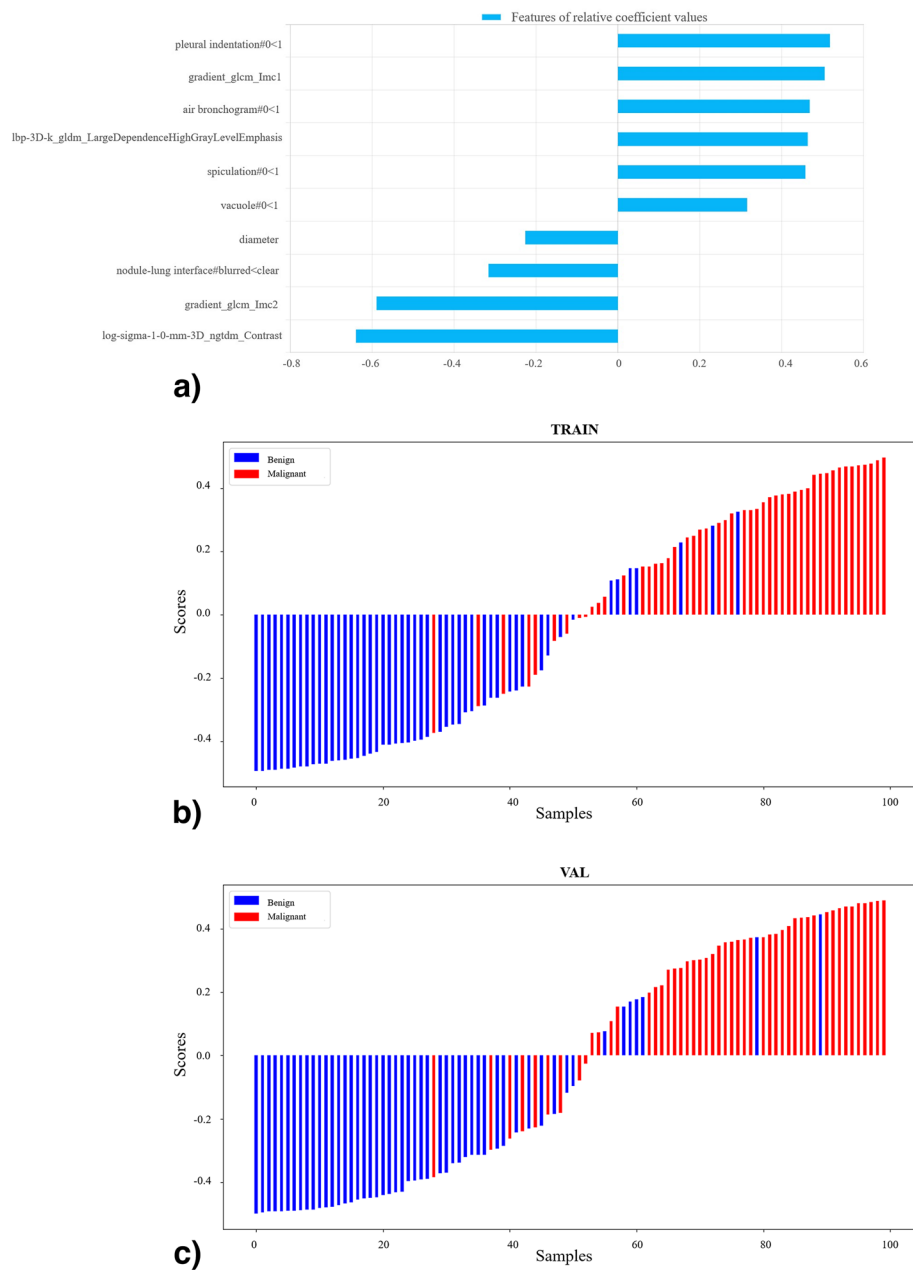 Features of relative coefficient values
pleural indentation#0<1
gradient_glcm_Imc1
air bronchogram#0<1
lbp-3D-k_gldm_LargeDependenceHighGrayLevelEmphasis
spiculation#0<1
vacuole#0<1
diameter
nodule-lung interface#blurred<clear
gradient_glcm_Imc2
log-sigma-1-0-mm-3D_ngtdm_Contrast
-0.8 -0.6 -0.4 -0.2 0 0.2 0.4 0.6
a)
TRAIN
Benign
Malignant
0.4
0.2
0.0
-0.2
-0.4
Scores
0 20 40 60 80 100
Samples
b)
VAL
Benign
Malignant
0.4
0.2
0.0
-0.2
-0.4
Scores
0 20 40 60 80 100
Samples
c)